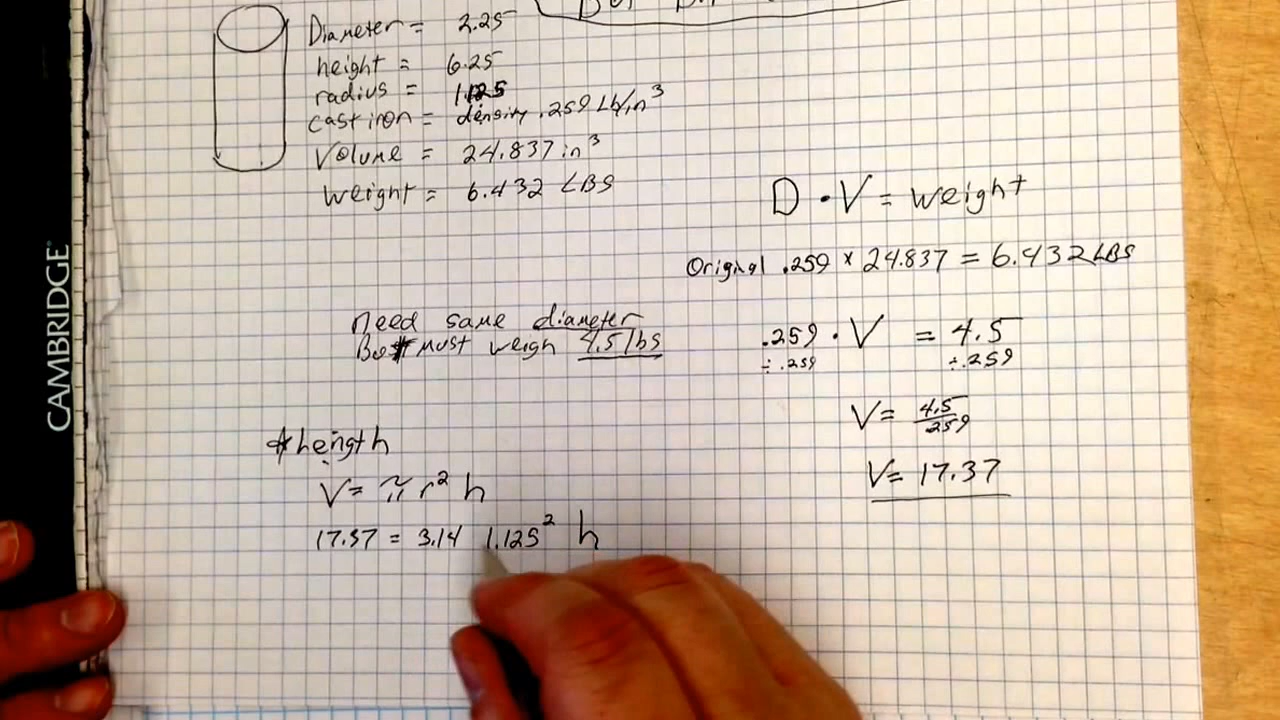 Diameter = 2.25
height = 6.25
radius = 1.125
cast iron = density .259 Lb/in³
Volume = 24.837 in³
weight = 6.432 LBS
D · V = weight
Original .259 × 24.837 = 6.432 LBS
need same diameter
But must weigh 4.5 lbs
.259 · V = 4.5
÷ .259 ÷ .259
V = 4.5/.259
V = 17.37
*Length
V = π r² h
17.37 = 3.14 1.125² h
CAMBRIDGE